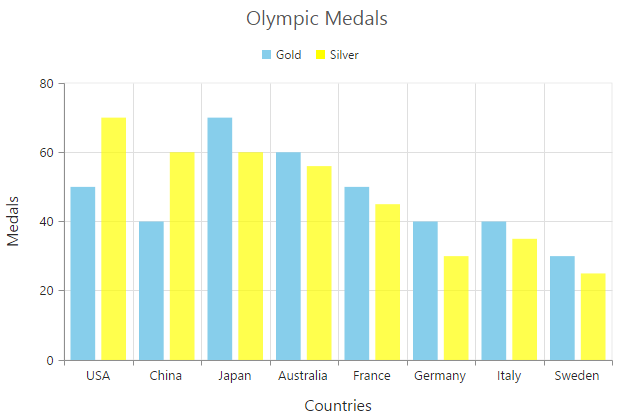 Olympic Medals
Gold Silver
80
60
40
20
0
Medals
USA China Japan Australia France Germany Italy Sweden
Countries